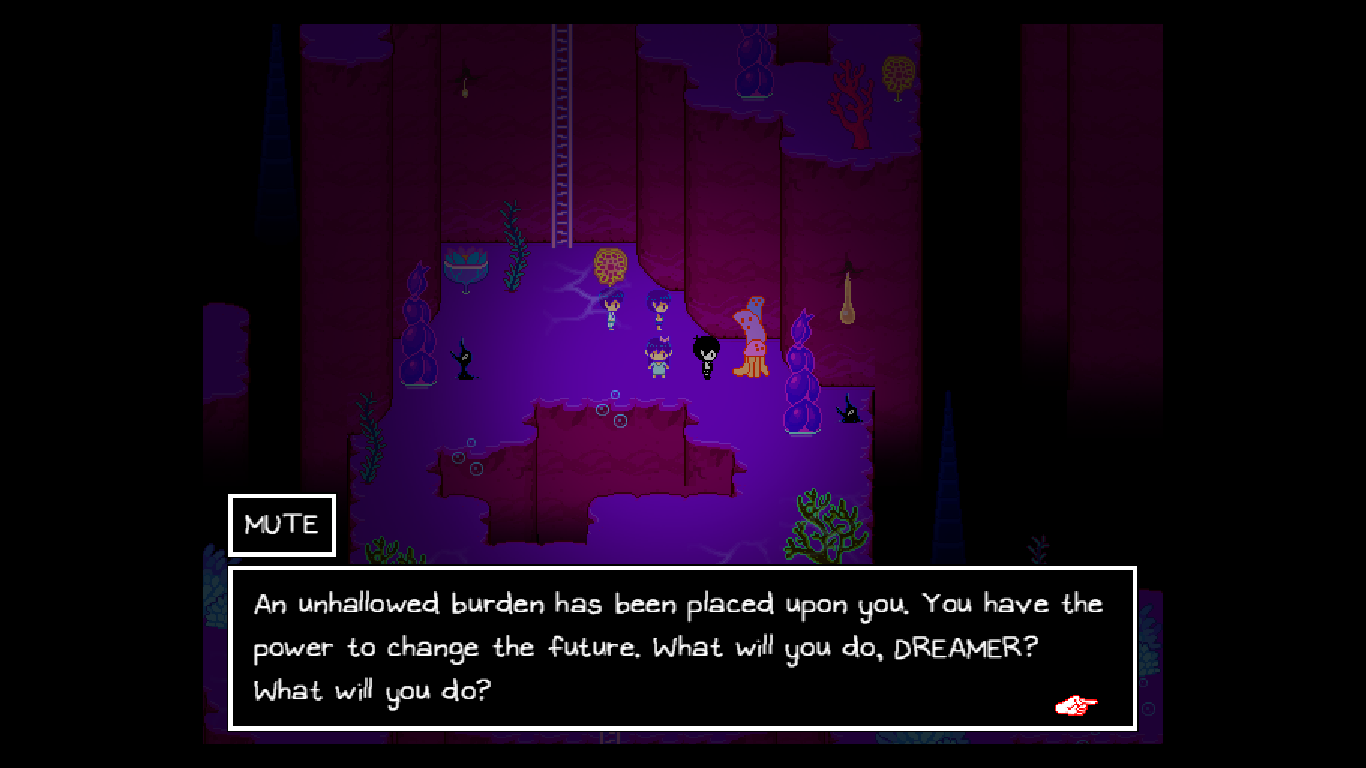 MUTE
An unhallowed burden has been placed upon you. You have the
power to change the future. What will you do, DREAMER?
What will you do?